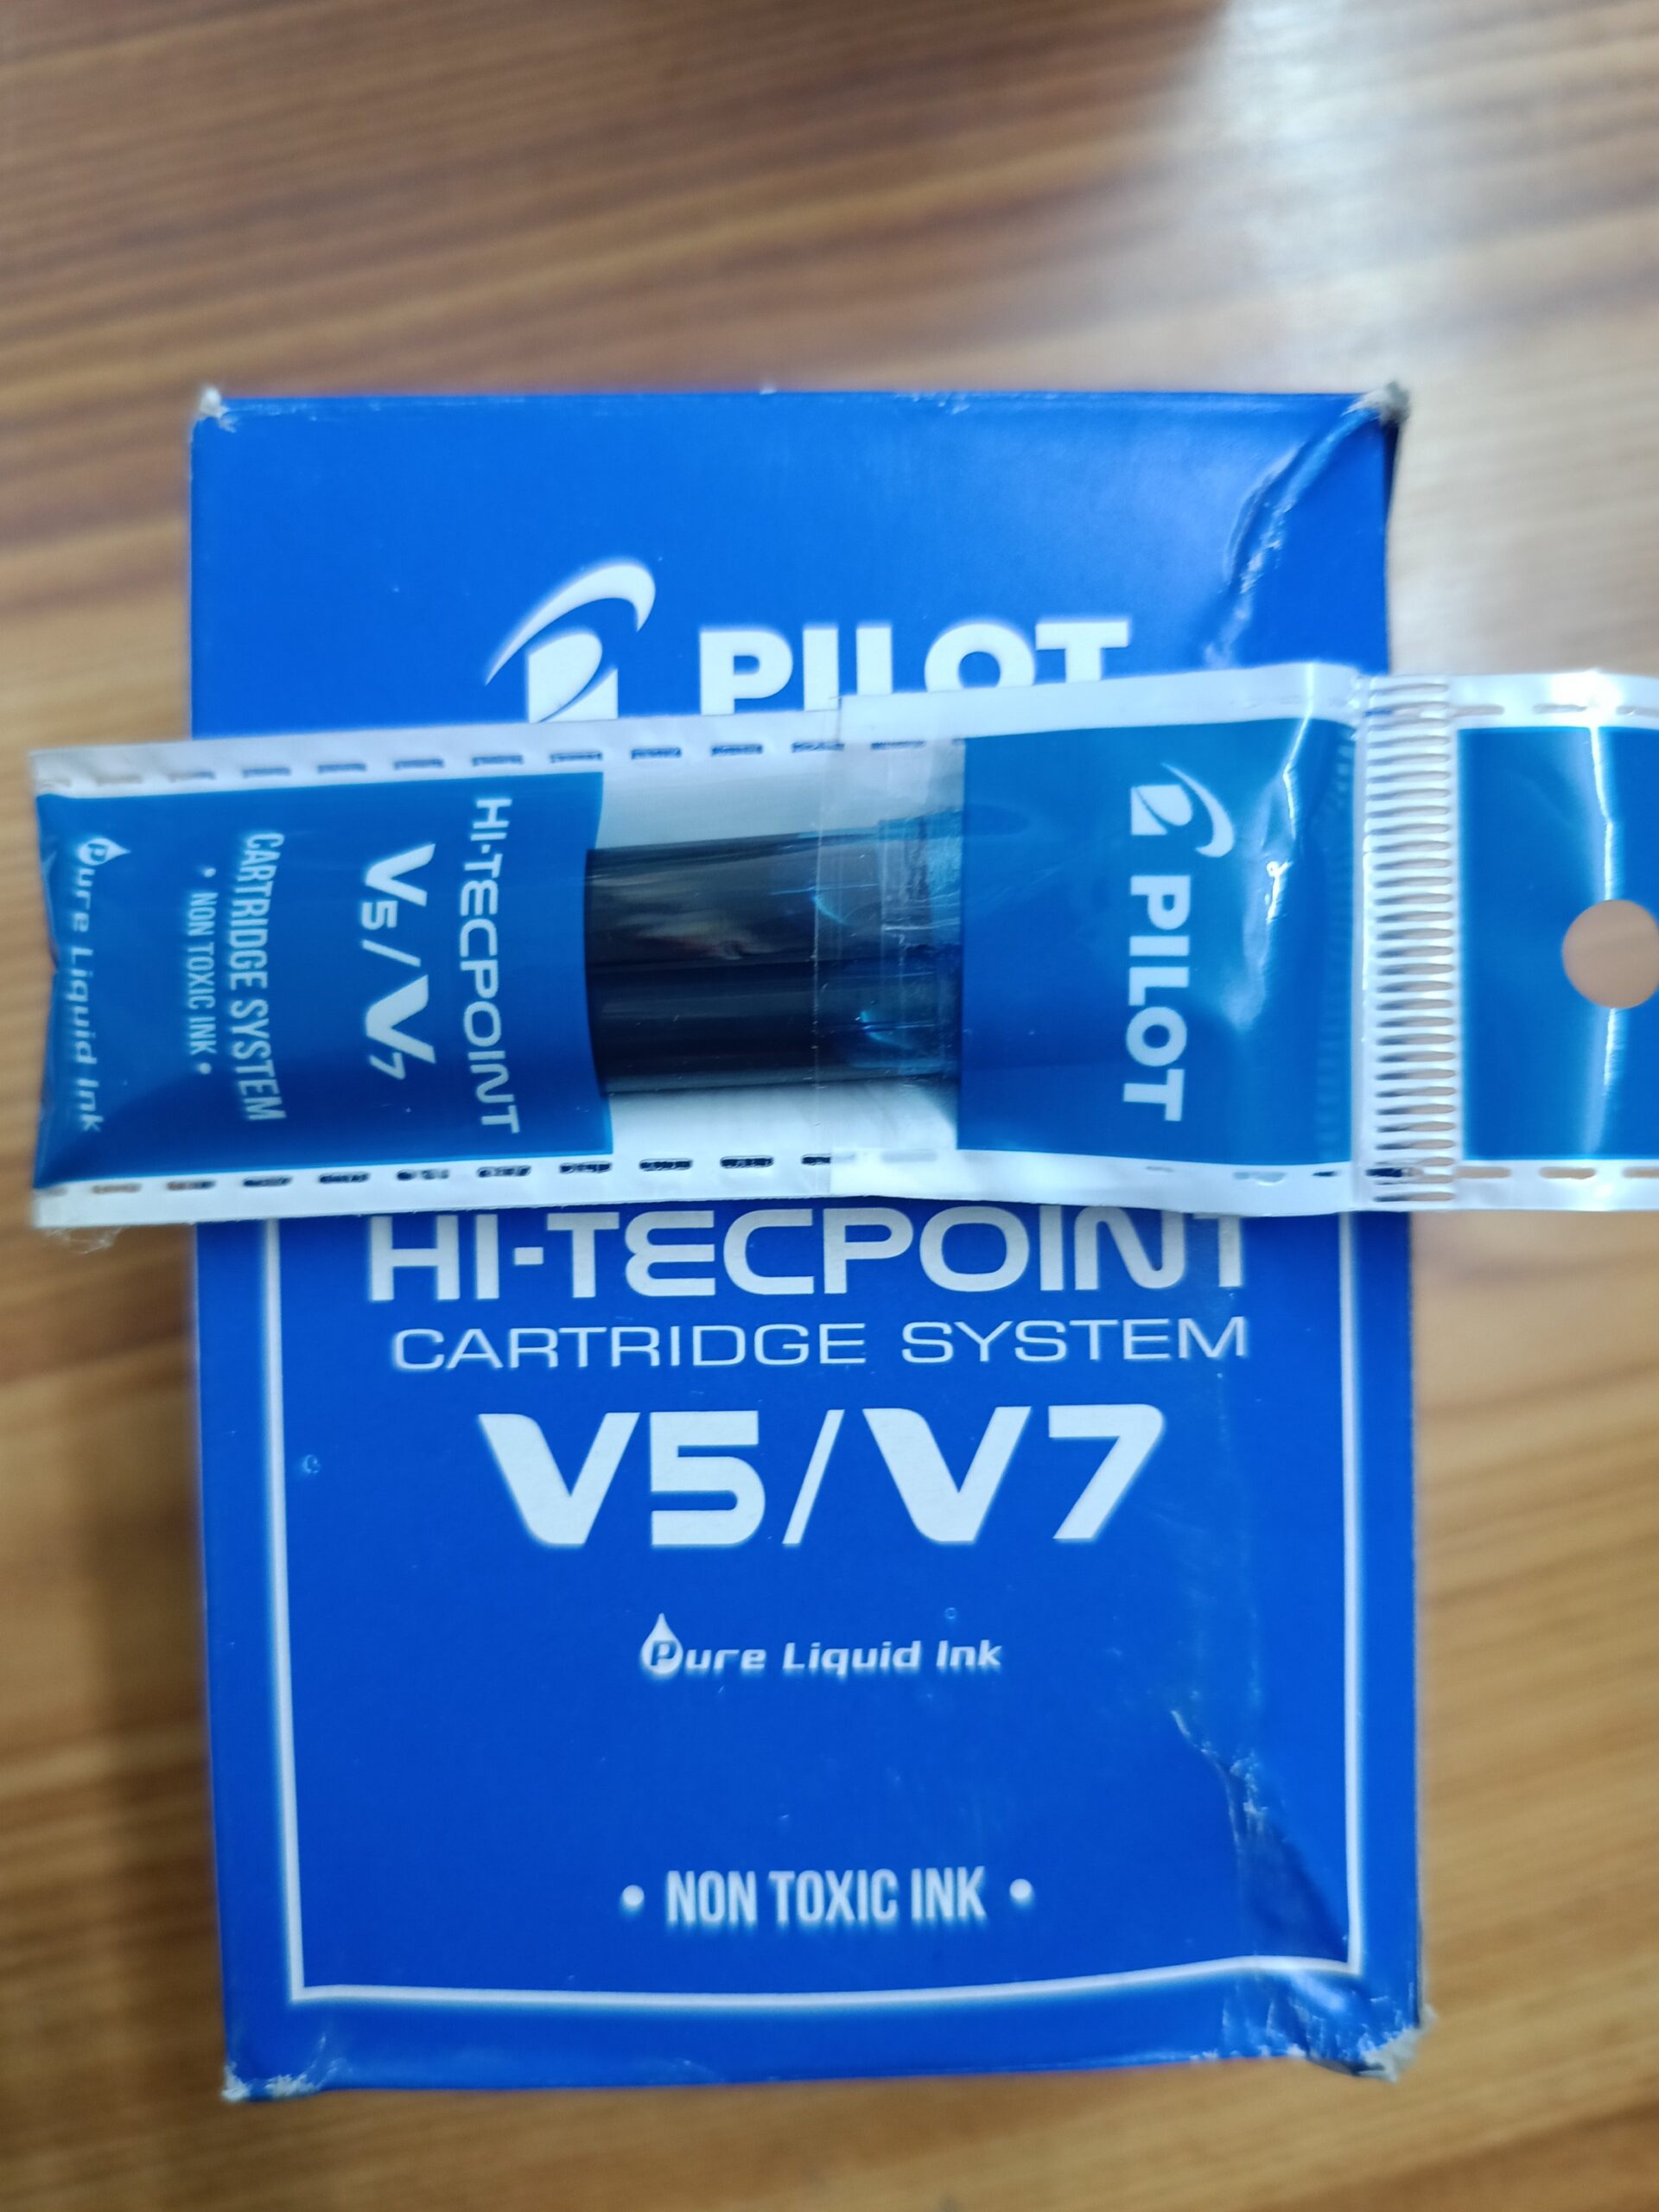 PILOT
HI-TECPOINT
V5/V7
CARTRIDGE SYSTEM
• NON TOXIC INK •
Pure Liquid Ink
PILOT
HI-TECPOINT
CARTRIDGE SYSTEM
V5/V7
Pure Liquid Ink
• NON TOXIC INK •